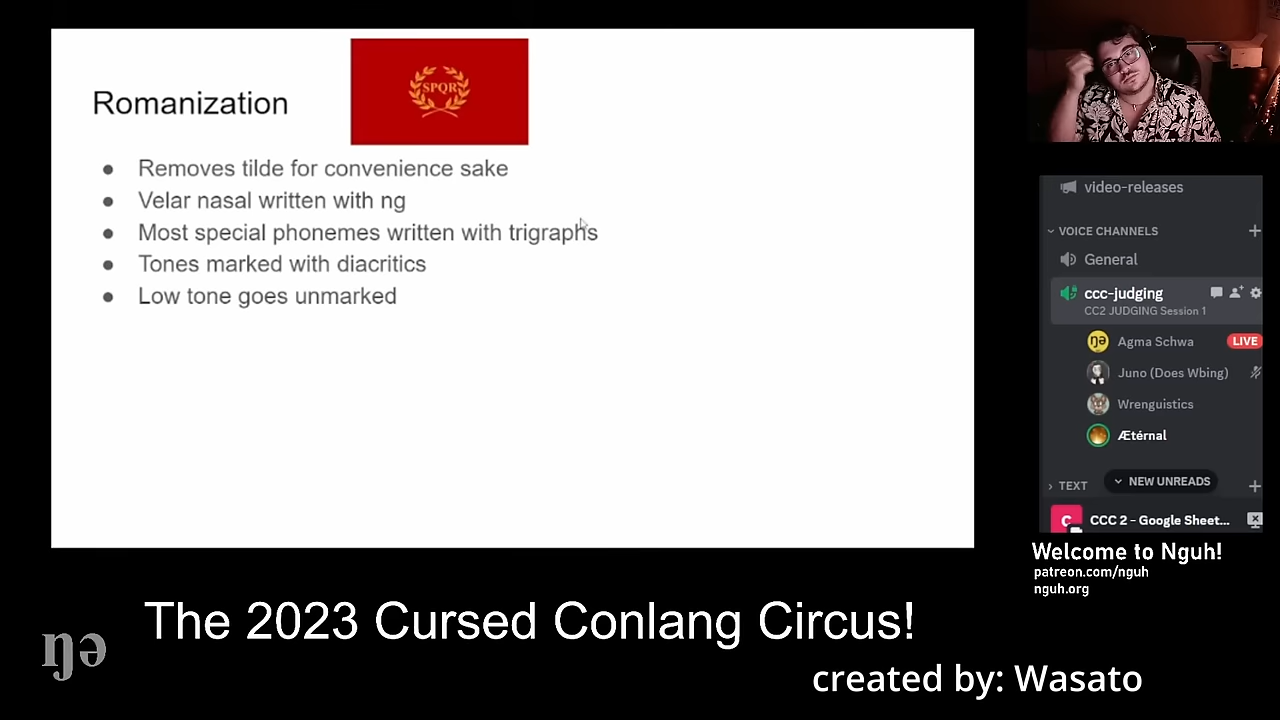 SPQR
Romanization
● Removes tilde for convenience sake
● Velar nasal written with ng
● Most special phonemes written with trigraphs
● Tones marked with diacritics
● Low tone goes unmarked
video-releases
VOICE CHANNELS
General
ccc-judging
CC2 JUDGING Session 1
ŋə Agma Schwa LIVE
Juno (Does Wbing)
Wrenguistics
Ætérnal
TEXT NEW UNREADS
C CCC 2 - Google Sheet...
Welcome to Nguh!
patreon.com/nguh
nguh.org
The 2023 Cursed Conlang Circus!
ŋə
created by: Wasato